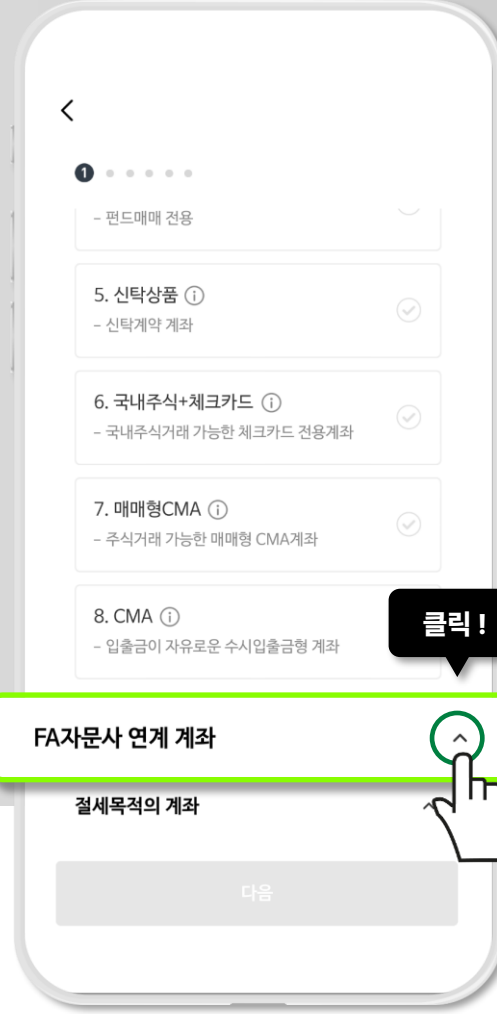 1
- 펀드매매 전용
5. 신탁상품 ⓘ
- 신탁계약 계좌
6. 국내주식+체크카드 ⓘ
- 국내주식거래 가능한 체크카드 전용계좌
7. 매매형CMA ⓘ
- 주식거래 가능한 매매형 CMA계좌
8. CMA ⓘ
- 입출금이 자유로운 수시입출금형 계좌
클릭 !
FA자문사 연계 계좌
절세목적의 계좌
다음